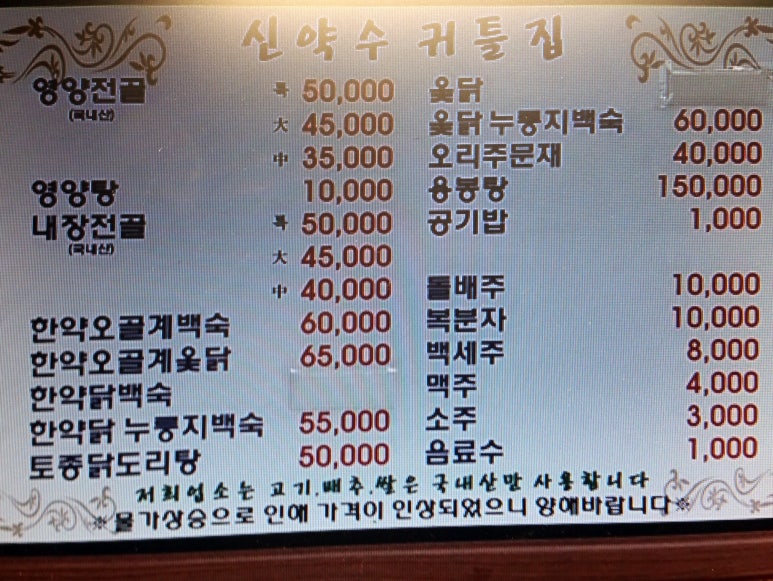 신약수 귀틀집
영양전골 특 50,000
(국내산)
大 45,000
中 35,000
영양탕 10,000
내장전골 특 50,000
(국내산)
大 45,000
中 40,000
한약오골계백숙 60,000
한약오골계옻닭 65,000
한약닭백숙
한약닭 누룽지백숙 55,000
토종닭도리탕 50,000
옻닭
옻닭 누룽지백숙 60,000
오리주문재 40,000
용봉탕 150,000
공기밥 1,000
돌배주 10,000
복분자 10,000
백세주 8,000
맥주 4,000
소주 3,000
음료수 1,000
저희업소는 고기.배추.쌀은 국내산만 사용합니다
※물가상승으로 인해 가격이 인상되었으니 양해바랍니다※